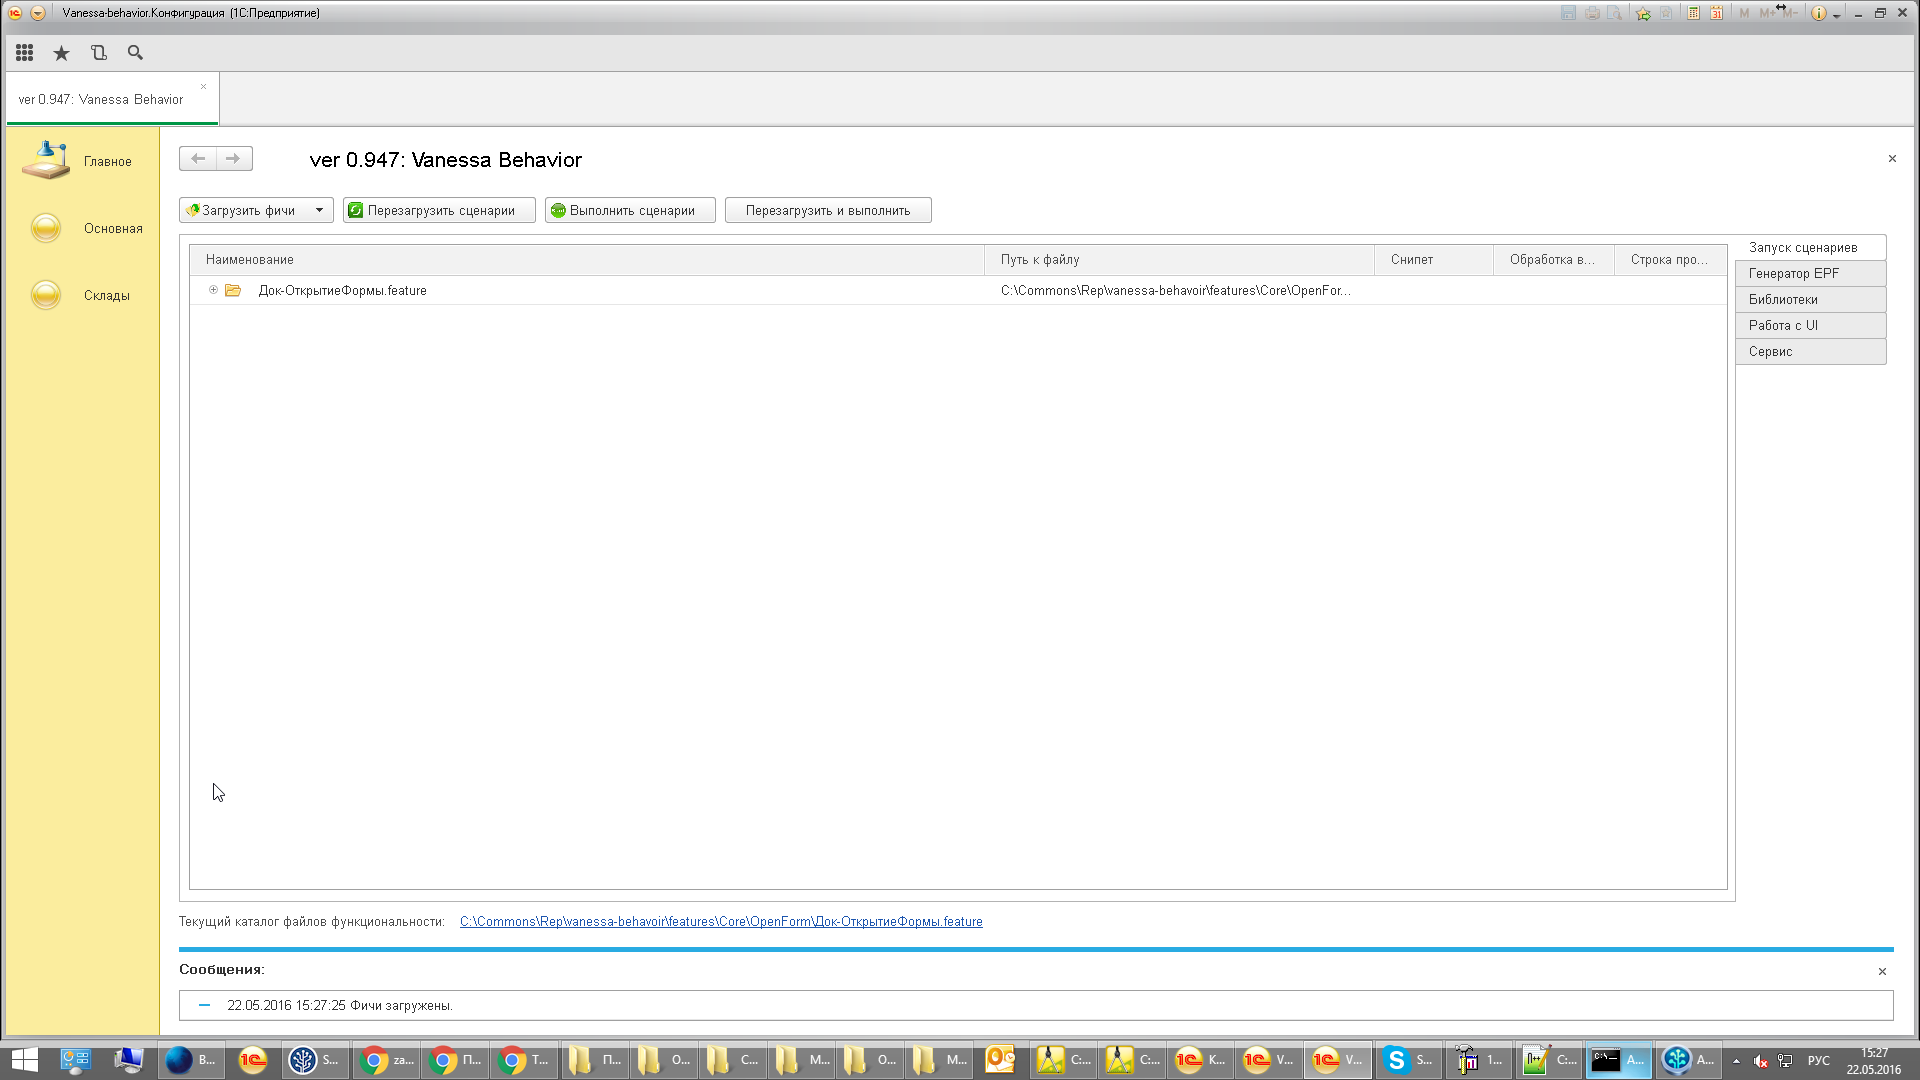 Vanessa-behavior.Конфигурация (1С:Предприятие)
M M+ M-
ver 0.947: Vanessa Behavior
Главное
Основная
Склады
ver 0.947: Vanessa Behavior
Загрузить фичи
Перезагрузить сценарии
Выполнить сценарии
Перезагрузить и выполнить
Наименование
Путь к файлу
Снипет
Обработка в...
Строка про...
Док-ОткрытиеФормы.feature
C:\Commons\Rep\vanessa-behavoir\features\Core\OpenFor...
Запуск сценариев
Генератор EPF
Библиотеки
Работа с UI
Сервис
Текущий каталог файлов функциональности:
C:\Commons\Rep\vanessa-behavoir\features\Core\OpenForm\Док-ОткрытиеФормы.feature
Сообщения:
22.05.2016 15:27:25 Фичи загружены.
B...
S...
za...
П...
T...
П...
О...
С...
М...
О...
М...
C:...
C:...
К...
V...
V...
S...
1...
C:...
A...
A...
РУС
15:27
22.05.2016